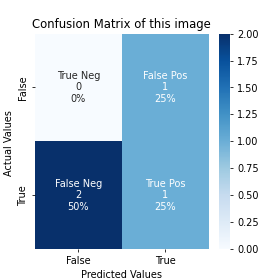 Confusion Matrix of this image
True Neg
0
0%
False Pos
1
25%
False Neg
2
50%
True Pos
1
25%
False
True
Actual Values
False
True
Predicted Values
2.00
1.75
1.50
1.25
1.00
0.75
0.50
0.25
0.00